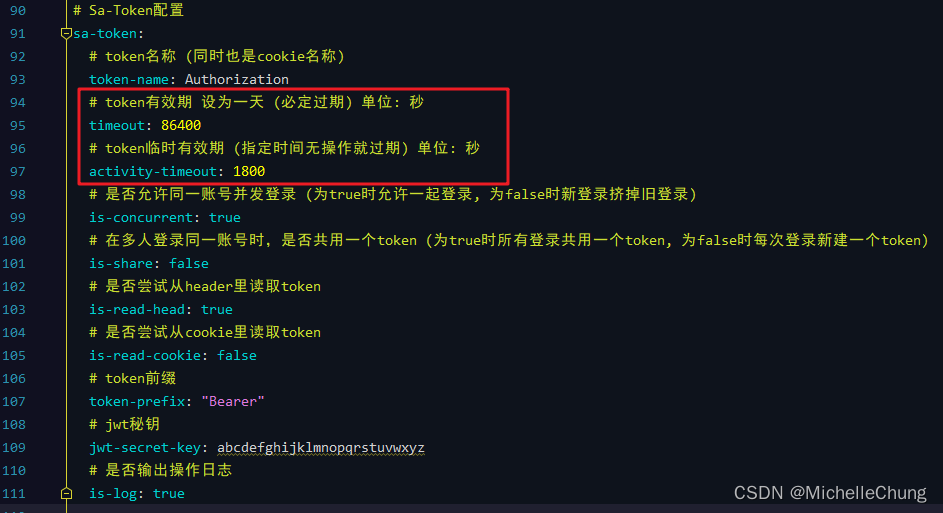 90 # Sa-Token配置
91 sa-token:
92 # token名称 (同时也是cookie名称)
93 token-name: Authorization
94 # token有效期 设为一天 (必定过期) 单位: 秒
95 timeout: 86400
96 # token临时有效期 (指定时间无操作就过期) 单位: 秒
97 activity-timeout: 1800
98 # 是否允许同一账号并发登录 (为true时允许一起登录, 为false时新登录挤掉旧登录)
99 is-concurrent: true
100 # 在多人登录同一账号时，是否共用一个token (为true时所有登录共用一个token, 为false时每次登录新建一个token)
101 is-share: false
102 # 是否尝试从header里读取token
103 is-read-head: true
104 # 是否尝试从cookie里读取token
105 is-read-cookie: false
106 # token前缀
107 token-prefix: "Bearer"
108 # jwt秘钥
109 jwt-secret-key: abcdefghijklmnopqrstuvwxyz
110 # 是否输出操作日志
111 is-log: true
CSDN @MichelleChung